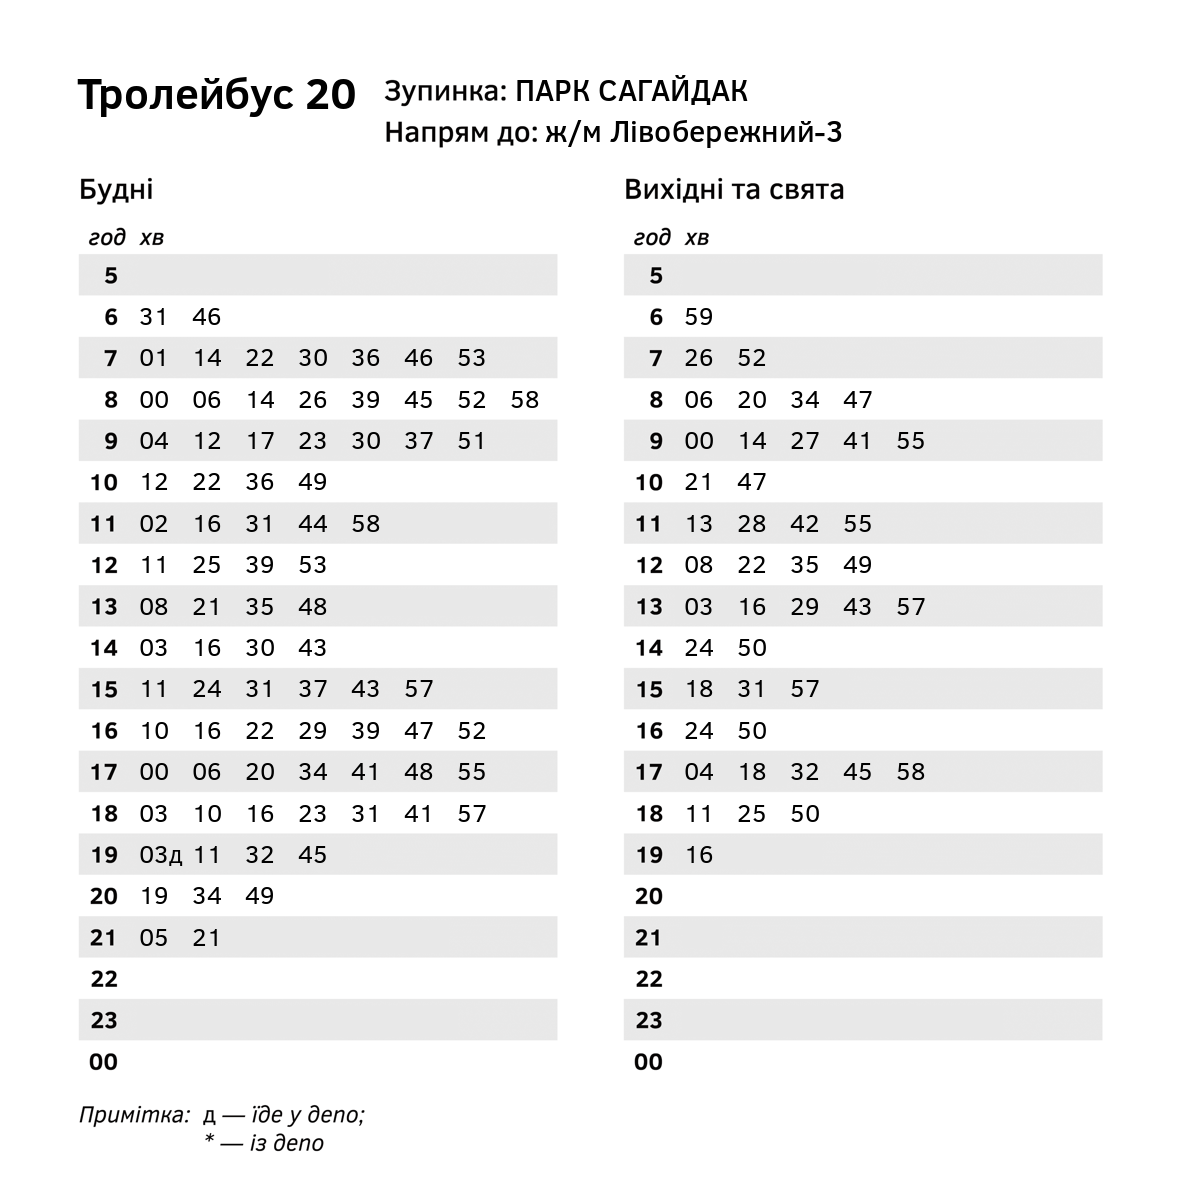 Тролейбус 20
Зупинка: ПАРК САГАЙДАК
Напрям до: ж/м Лівобережний-3
Будні
год хв
5
6 31 46
7 01 14 22 30 36 46 53
8 00 06 14 26 39 45 52 58
9 04 12 17 23 30 37 51
10 12 22 36 49
11 02 16 31 44 58
12 11 25 39 53
13 08 21 35 48
14 03 16 30 43
15 11 24 31 37 43 57
16 10 16 22 29 39 47 52
17 00 06 20 34 41 48 55
18 03 10 16 23 31 41 57
19 03д 11 32 45
20 19 34 49
21 05 21
22
23
00
Вихідні та свята
год хв
5
6 59
7 26 52
8 06 20 34 47
9 00 14 27 41 55
10 21 47
11 13 28 42 55
12 08 22 35 49
13 03 16 29 43 57
14 24 50
15 18 31 57
16 24 50
17 04 18 32 45 58
18 11 25 50
19 16
20
21
22
23
00
Примітка: д — їде у депо;
* — із депо